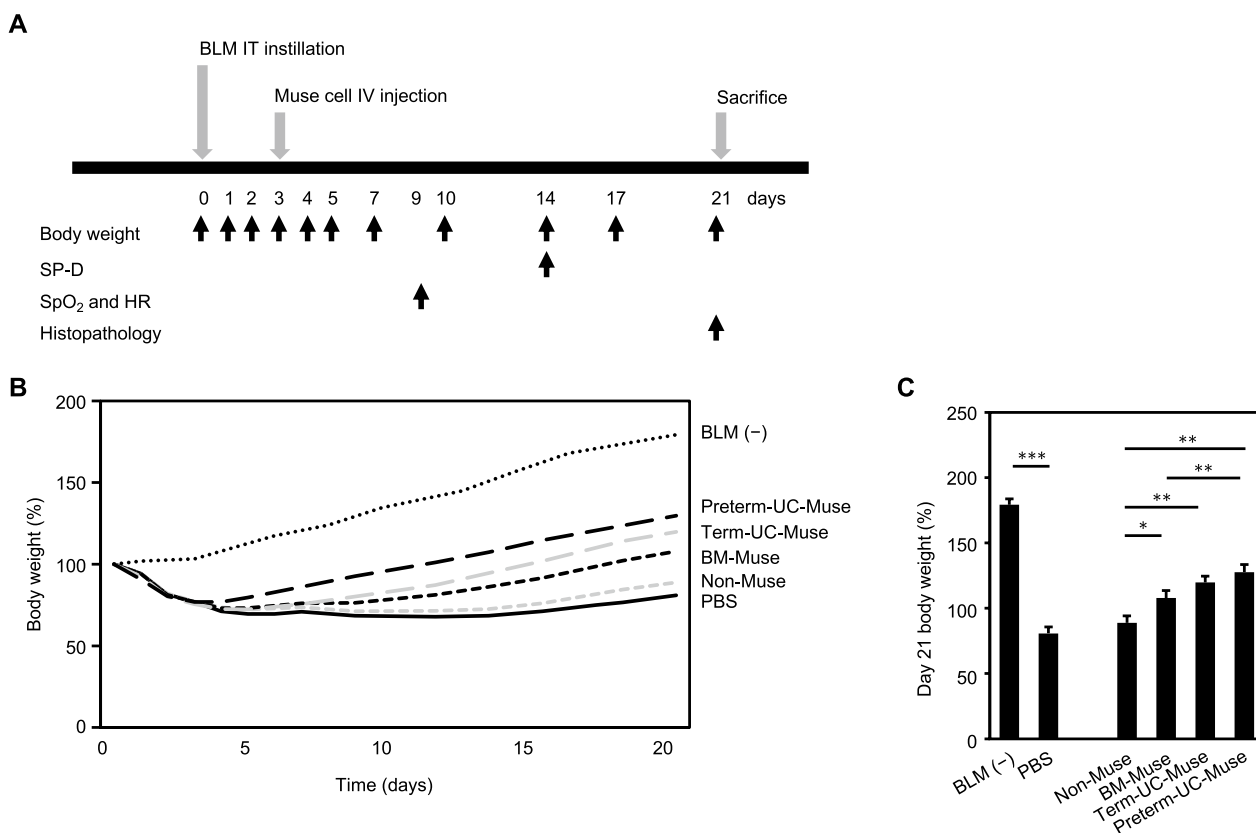 A
BLM IT instillation
Muse cell IV injection
Sacrifice
0 1 2 3 4 5 7 9 10 14 17 21 days
Body weight
SP-D
SpO2 and HR
Histopathology
B
Body weight (%)
200
150
100
50
0
0 5 10 15 20
Time (days)
BLM (−)
Preterm-UC-Muse
Term-UC-Muse
BM-Muse
Non-Muse
PBS
C
Day 21 body weight (%)
250
200
150
100
50
0
***
**
**
**
*
BLM (−)
PBS
Non-Muse
BM-Muse
Term-UC-Muse
Preterm-UC-Muse